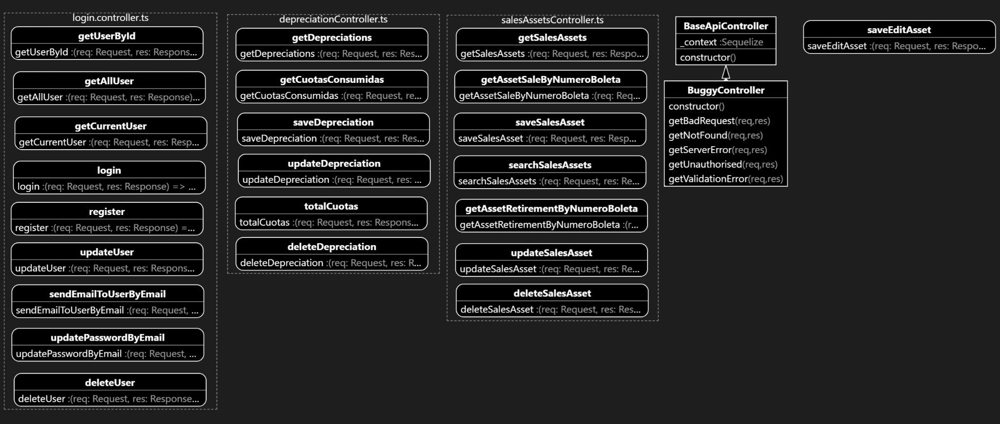 login.controller.ts
getUserById
getUserById :(req: Request, res: Respons...
getAllUser
getAllUser :(req: Request, res: Response)...
getCurrentUser
getCurrentUser :(req: Request, res: Resp...
login
login :(req: Request, res: Response) => ...
register
register :(req: Request, res: Response) =...
updateUser
updateUser :(req: Request, res: Respons...
sendEmailToUserByEmail
sendEmailToUserByEmail :(req: Request, ...
updatePasswordByEmail
updatePasswordByEmail :(req: Request, ...
deleteUser
deleteUser :(req: Request, res: Response...
depreciationController.ts
getDepreciations
getDepreciations :(req: Request, res: Res...
getCuotasConsumidas
getCuotasConsumidas :(req: Request, re...
saveDepreciation
saveDepreciation :(req: Request, res: Res...
updateDepreciation
updateDepreciation :(req: Request, res: ...
totalCuotas
totalCuotas :(req: Request, res: Respons...
deleteDepreciation
deleteDepreciation :(req: Request, res: R...
salesAssetsController.ts
getSalesAssets
getSalesAssets :(req: Request, res: Respo...
getAssetSaleByNumeroBoleta
getAssetSaleByNumeroBoleta :(req: Req...
saveSalesAsset
saveSalesAsset :(req: Request, res: Resp...
searchSalesAssets
searchSalesAssets :(req: Request, res: Re...
getAssetRetirementByNumeroBoleta
getAssetRetirementByNumeroBoleta :(r...
updateSalesAsset
updateSalesAsset :(req: Request, res: Re...
deleteSalesAsset
deleteSalesAsset :(req: Request, res: Res...
BaseApiController
_context :Sequelize
constructor()
BuggyController
constructor()
getBadRequest(req,res)
getNotFound(req,res)
getServerError(req,res)
getUnauthorised(req,res)
getValidationError(req,res)
saveEditAsset
saveEditAsset :(req: Request, res: Respo...